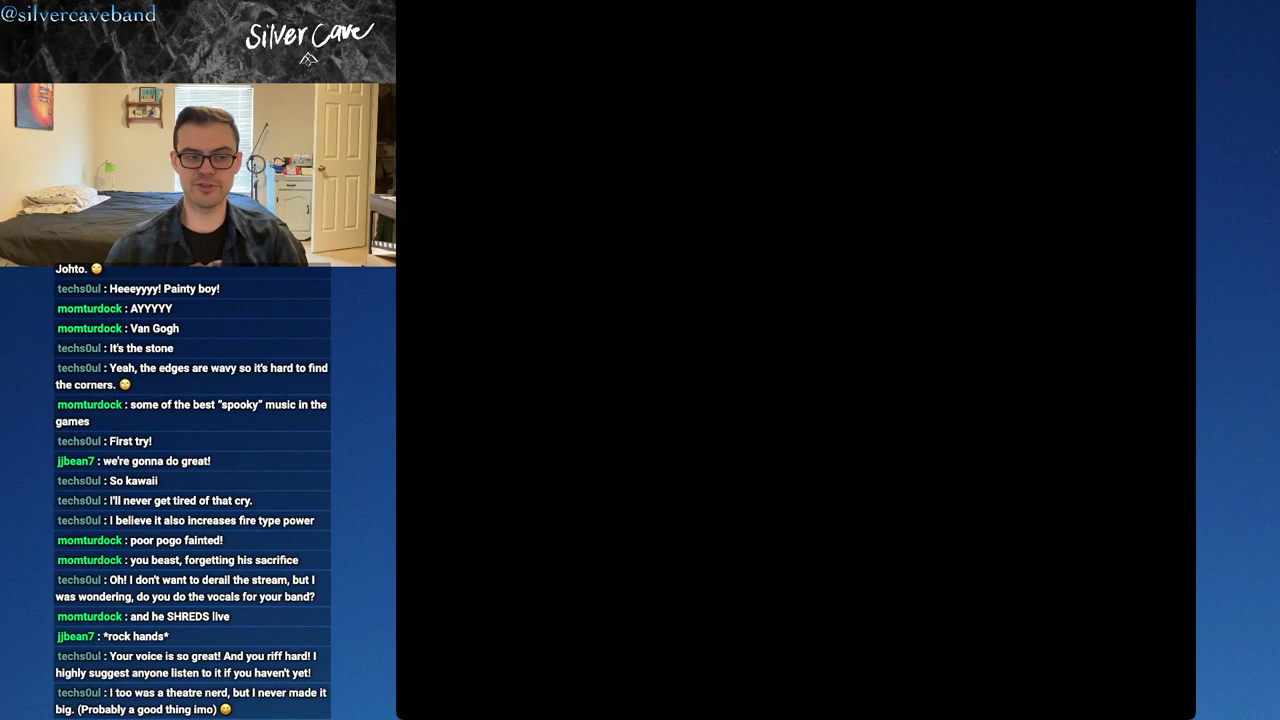 @silvercaveband
Silver Cave
Johto. 🙄
techs0ul : Heeeyyyy! Painty boy!
momturdock : AYYYYY
momturdock : Van Gogh
techs0ul : It's the stone
techs0ul : Yeah, the edges are wavy so it's hard to find
the corners. 🙄
momturdock : some of the best “spooky” music in the
games
techs0ul : First try!
jjbean7 : we're gonna do great!
techs0ul : So kawaii
techs0ul : I'll never get tired of that cry.
techs0ul : I believe it also increases fire type power
momturdock : poor pogo fainted!
momturdock : you beast, forgetting his sacrifice
techs0ul : Oh! I don't want to derail the stream, but I
was wondering, do you do the vocals for your band?
momturdock : and he SHREDS live
jjbean7 : *rock hands*
techs0ul : Your voice is so great! And you riff hard! I
highly suggest anyone listen to it if you haven't yet!
techs0ul : I too was a theatre nerd, but I never made it
big. (Probably a good thing imo) 😄